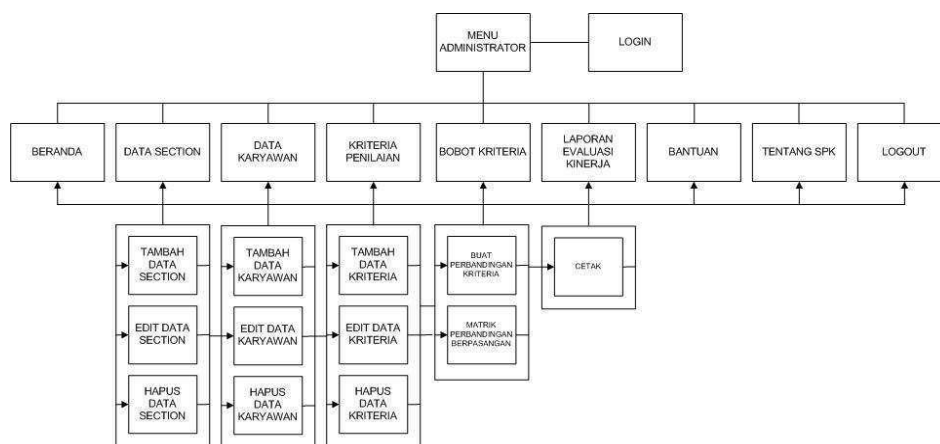 MENU
ADMINISTRATOR
LOGIN
BERANDA
DATA SECTION
DATA
KARYAWAN
KRITERIA
PENILAIAN
BOBOT KRITERIA
LAPORAN
EVALUASI
KINERJA
BANTUAN
TENTANG SPK
LOGOUT
TAMBAH
DATA
SECTION
TAMBAH
DATA
KARYAWAN
TAMBAH
DATA
KRITERIA
BUAT
PERBANDINGAN
KRITERIA
CETAK
EDIT DATA
SECTION
EDIT DATA
KARYAWAN
EDIT DATA
KRITERIA
MATRIK
PERBANDINGAN
BERPASANGAN
HAPUS
DATA
SECTION
HAPUS
DATA
KARYAWAN
HAPUS
DATA
KRITERIA